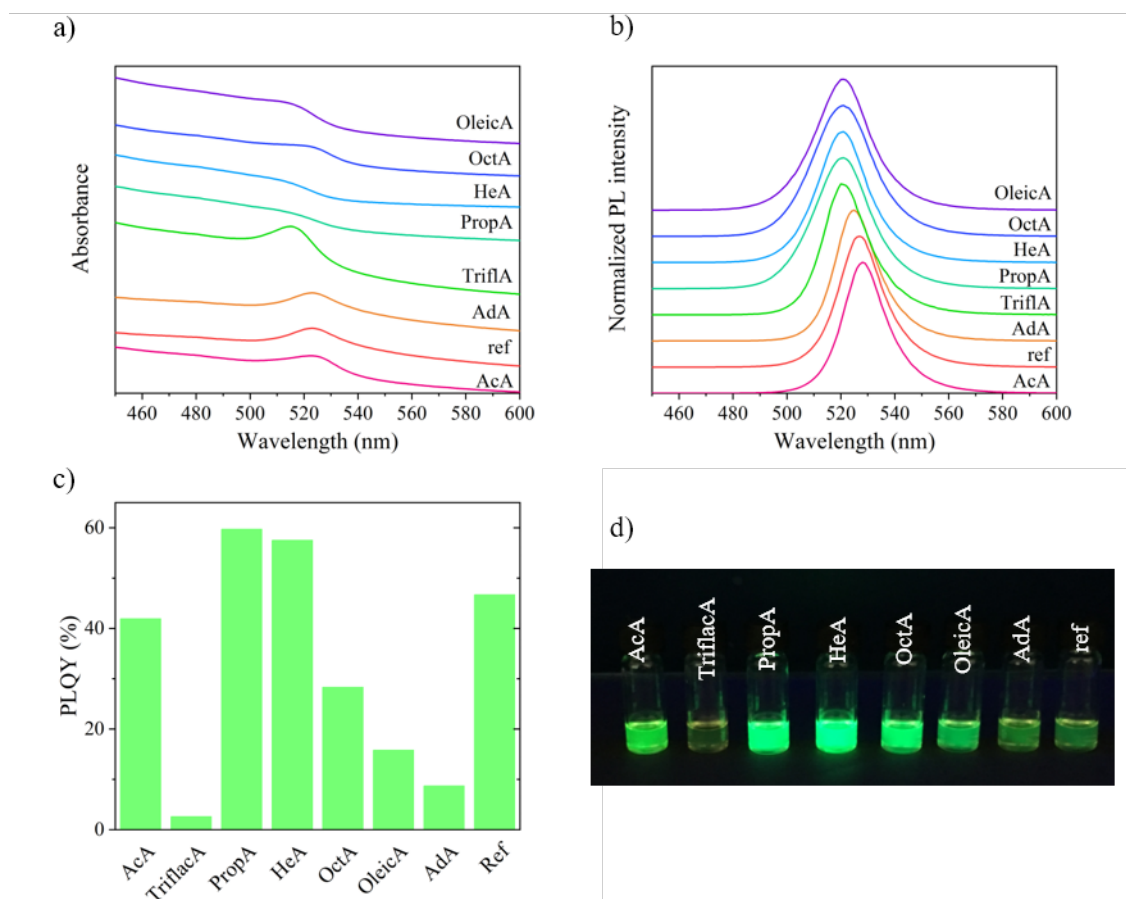 a)
Absorbance
OleicA
OctA
HeA
PropA
TriflA
AdA
ref
AcA
460 480 500 520 540 560 580 600
Wavelength (nm)
b)
Normalized PL intensity
OleicA
OctA
HeA
PropA
TriflA
AdA
ref
AcA
460 480 500 520 540 560 580 600
Wavelength (nm)
c)
PLQY (%)
60
40
20
0
AcA TriflacA PropA HeA OctA OleicA AdA Ref
d)
AcA TriflacA PropA HeA OctA OleicA AdA ref